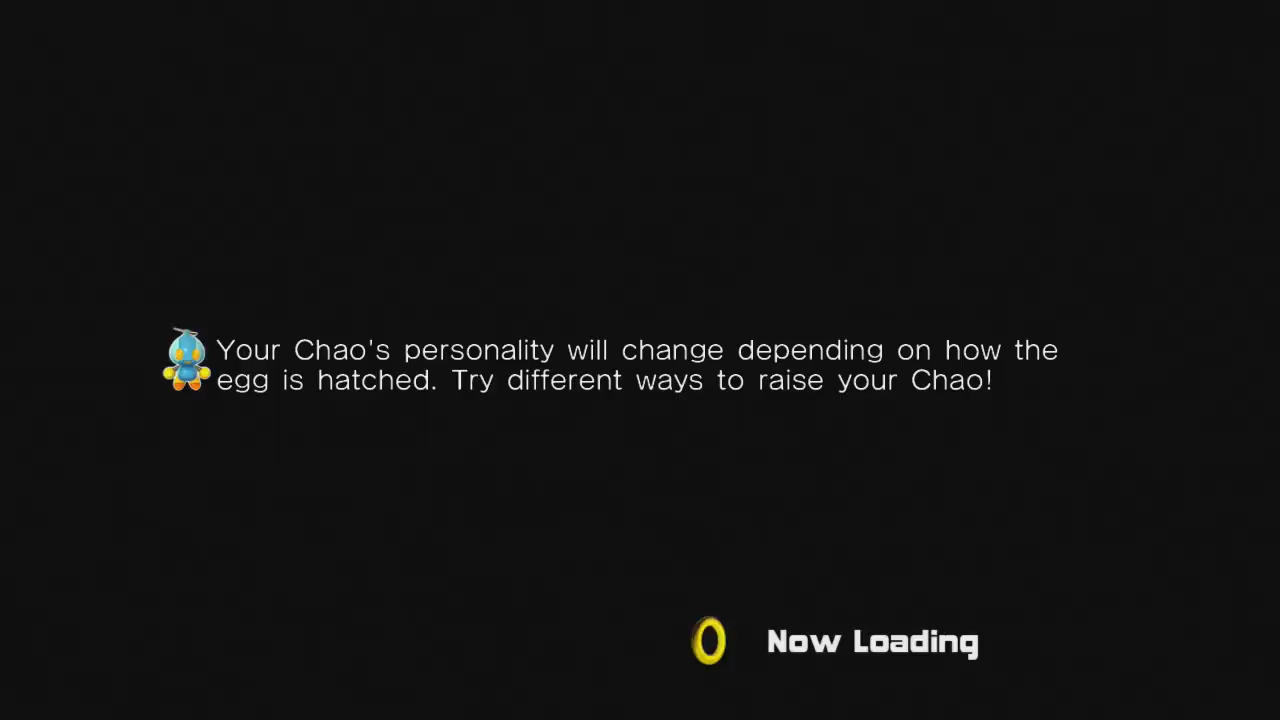 Your Chao's personality will change depending on how the
egg is hatched. Try different ways to raise your Chao!
Now Loading